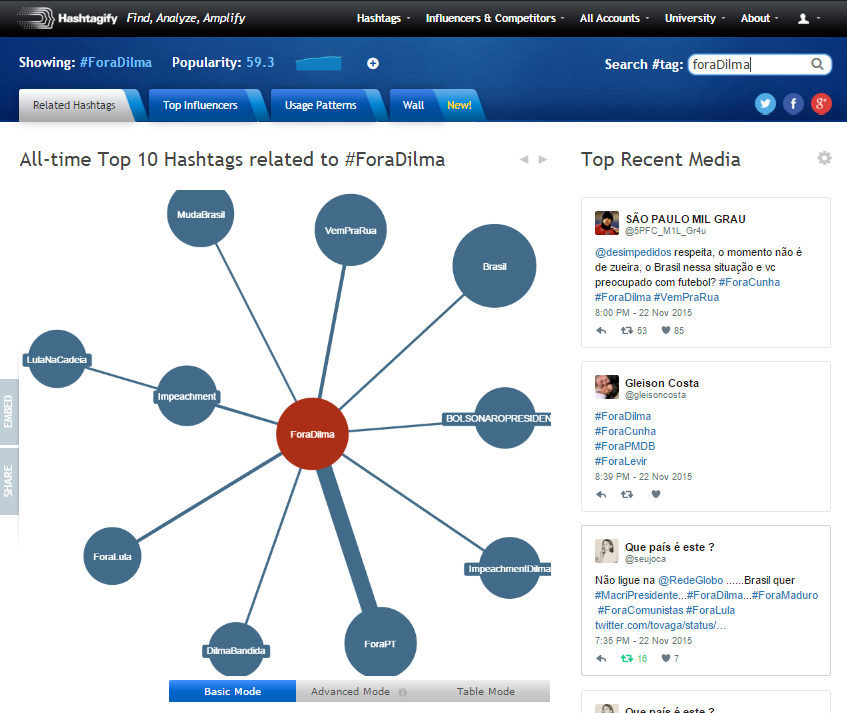 Hashtagify Find, Analyze, Amplify
Hashtags
Influencers & Competitors
All Accounts
University
About
Showing: #ForaDilma
Popularity: 59.3
Search #tag: foraDilma
Related Hashtags
Top Influencers
Usage Patterns
Wall
New!
All-time Top 10 Hashtags related to #ForaDilma
MudaBrasil
VemPraRua
Brasil
LulaNaCadeia
Impeachment
BOLSONAROPRESIDEN
ForaDilma
ForaLula
ImpeachmentDilma
DilmaBandida
ForaPT
EMBED
SHARE
Basic Mode
Advanced Mode
Table Mode
Top Recent Media
SÃO PAULO MIL GRAU
@5PFC_M1L_Gr4u
@desimpedidos respeita, o momento não é
de zueira, o Brasil nessa situação e vc
preocupado com futebol? #ForaCunha
#ForaDilma #VemPraRua
8:00 PM - 22 Nov 2015
53 85
Gleison Costa
@gleisoncosta
#ForaDilma
#ForaCunha
#ForaPMDB
#ForaLevir
8:39 PM - 22 Nov 2015
Que país é este ?
@seujoca
Não ligue na @RedeGlobo ......Brasil quer
#MacriPresidente...#ForaDilma...#ForaMaduro
#ForaComunistas #ForaLula
twitter.com/tovaga/status/…
7:35 PM - 22 Nov 2015
16 7
Que país é este ?